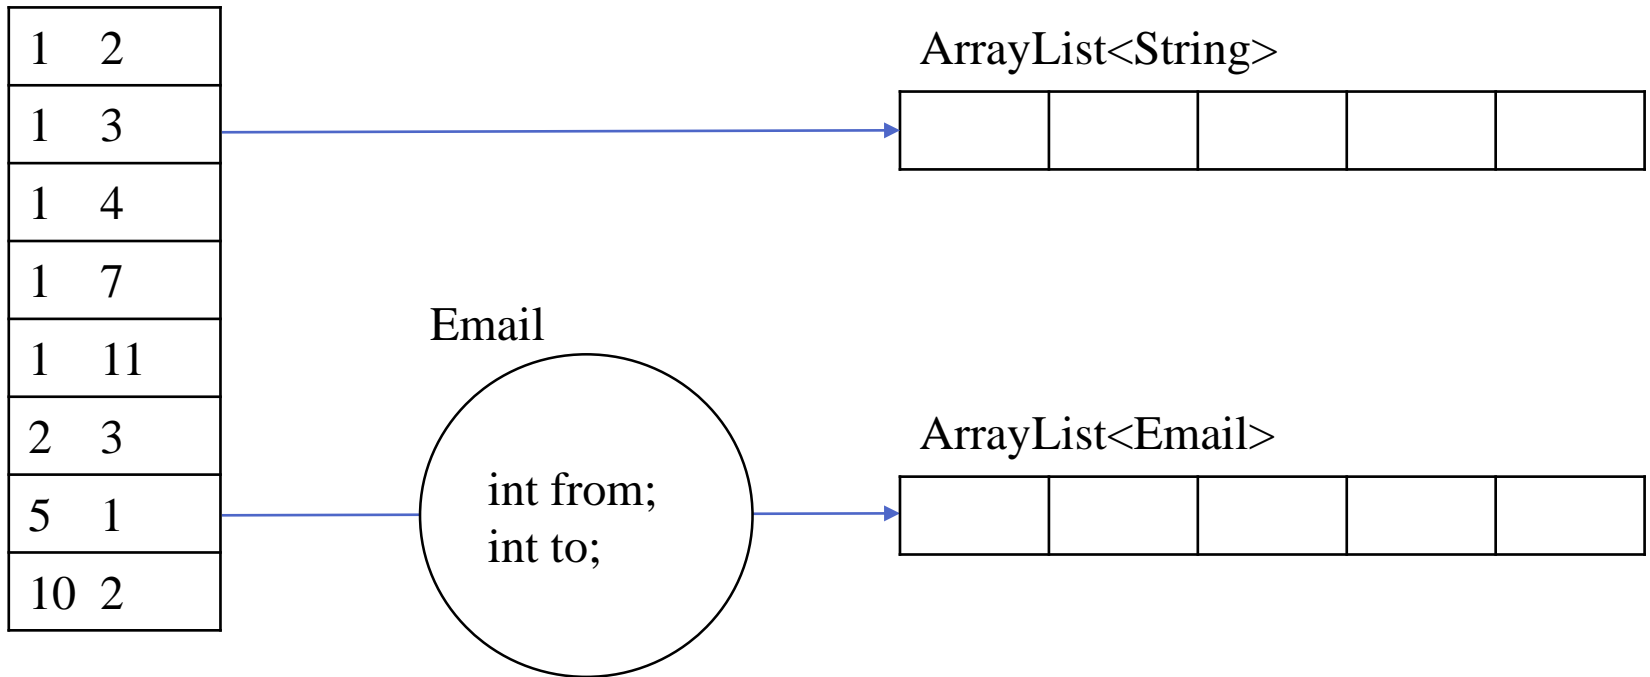 1 2
1 3
1 4
1 7
1 11
2 3
5 1
10 2
Email
int from;
int to;
ArrayList<String>
ArrayList<Email>